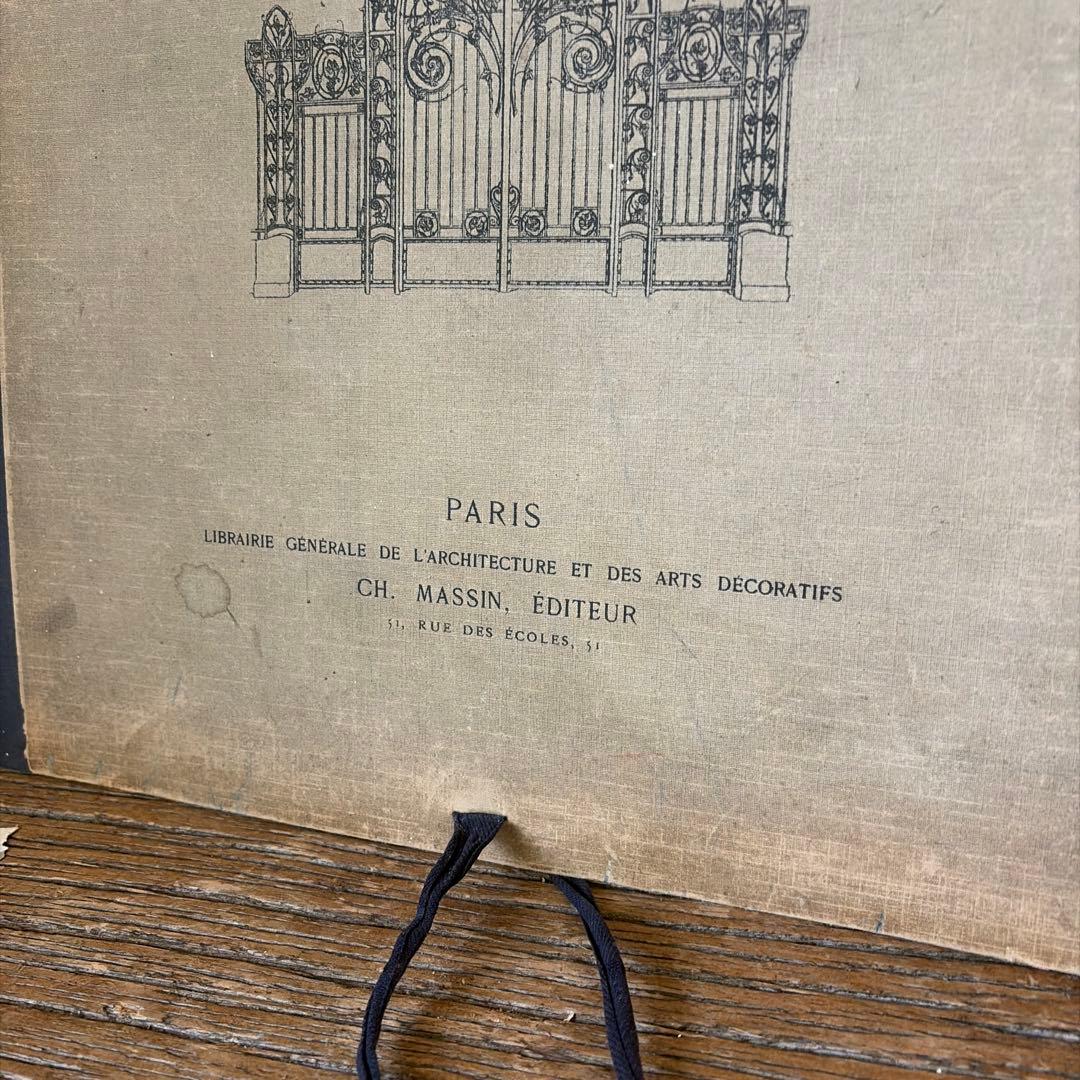 PARIS
LIBRAIRIE GÉNÉRALE DE L'ARCHITECTURE ET DES ARTS DÉCORATIFS
CH. MASSIN, ÉDITEUR
51, RUE DES ÉCOLES, 51